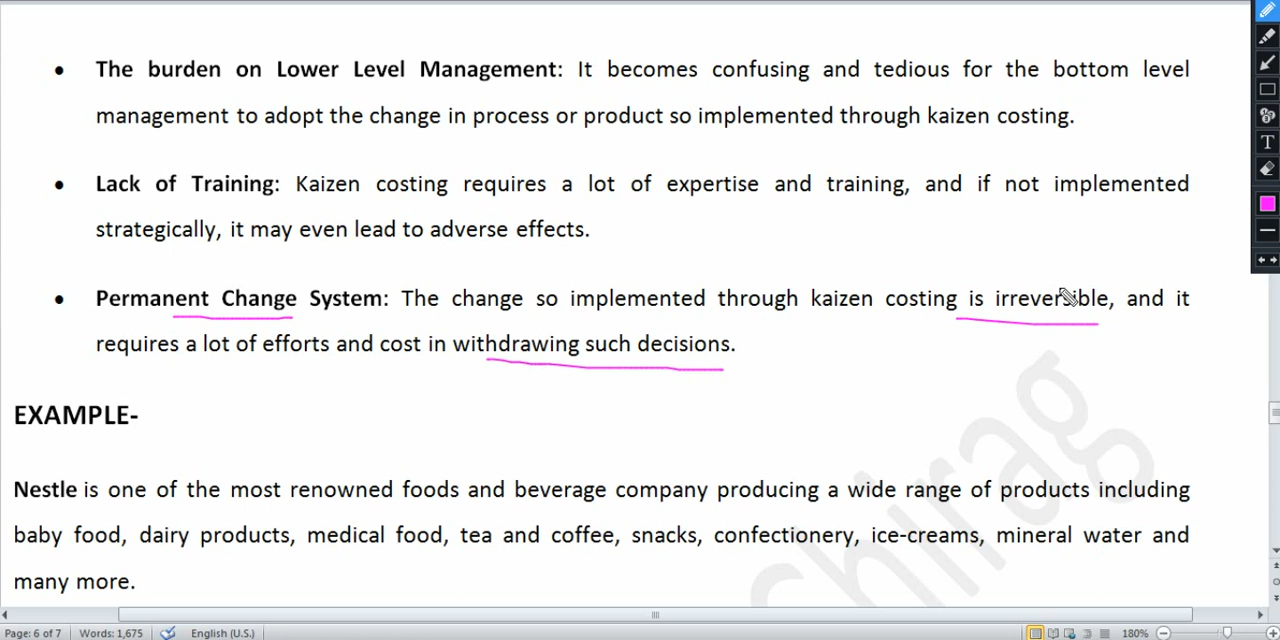 • The burden on Lower Level Management: It becomes confusing and tedious for the bottom level
management to adopt the change in process or product so implemented through kaizen costing.
• Lack of Training: Kaizen costing requires a lot of expertise and training, and if not implemented
strategically, it may even lead to adverse effects.
• Permanent Change System: The change so implemented through kaizen costing is irreversible, and it
requires a lot of efforts and cost in withdrawing such decisions.
EXAMPLE-
Nestle is one of the most renowned foods and beverage company producing a wide range of products including
baby food, dairy products, medical food, tea and coffee, snacks, confectionery, ice-creams, mineral water and
many more.
Chirag
T
Page: 6 of 7 Words: 1,675 English (U.S.) 180%